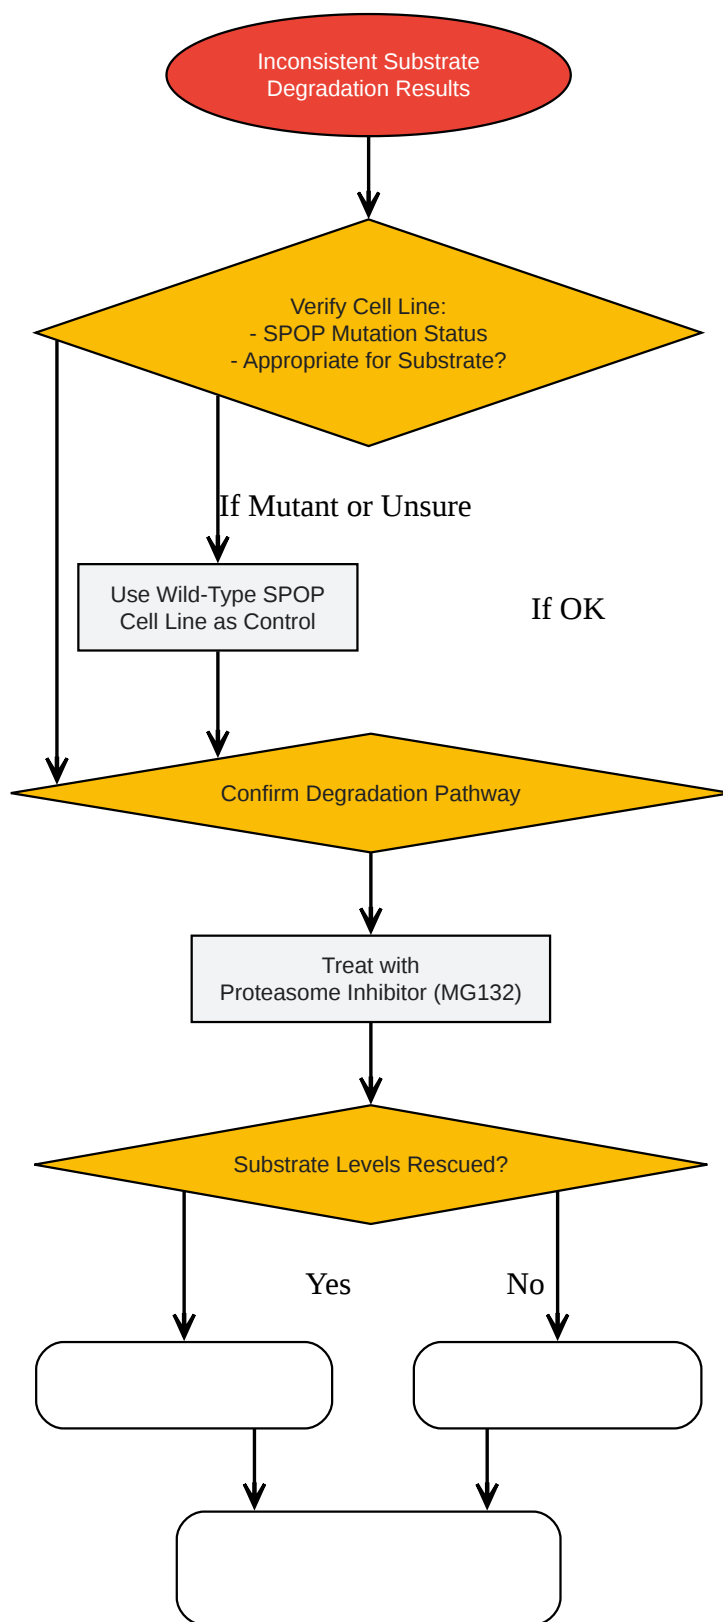 Inconsistent Substrate
Degradation Results
Verify Cell Line:
- SPOP Mutation Status
- Appropriate for Substrate?
If Mutant or Unsure
Use Wild-Type SPOP
Cell Line as Control
If OK
Confirm Degradation Pathway
Treat with
Proteasome Inhibitor (MG132)
Substrate Levels Rescued?
Yes
No